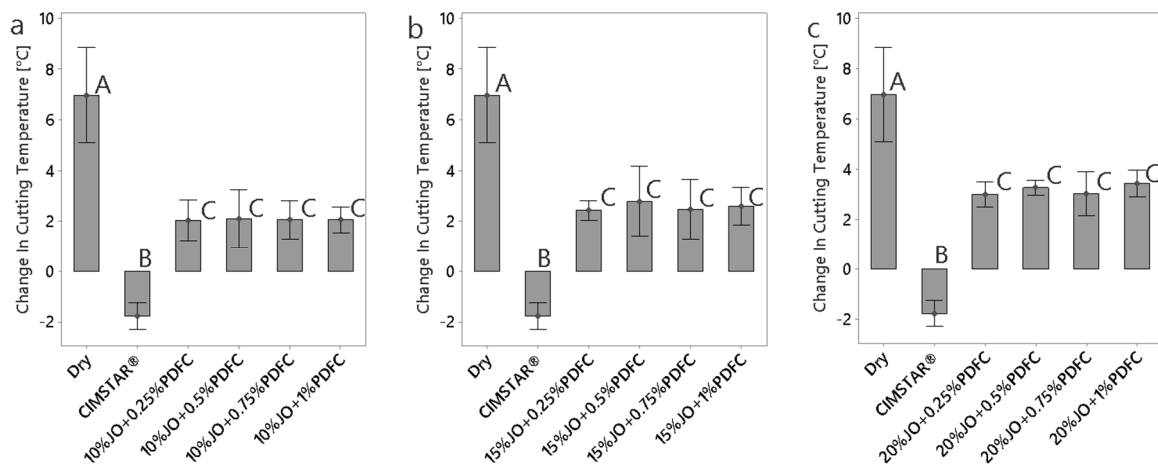 a
Change In Cutting Temperature [°C]
10
8
6
4
2
0
-2
A
B
C
C
C
C
Dry
CIMSTAR®
10%JO+0.25%PDFC
10%JO+0.5%PDFC
10%JO+0.75%PDFC
10%JO+1%PDFC
b
Change In Cutting Temperature [°C]
10
8
6
4
2
0
-2
A
B
C
C
C
C
Dry
CIMSTAR®
15%JO+0.25%PDFC
15%JO+0.5%PDFC
15%JO+0.75%PDFC
15%JO+1%PDFC
c
Change In Cutting Temperature [°C]
10
8
6
4
2
0
-2
A
B
C
C
C
C
Dry
CIMSTAR®
20%JO+0.25%PDFC
20%JO+0.5%PDFC
20%JO+0.75%PDFC
20%JO+1%PDFC